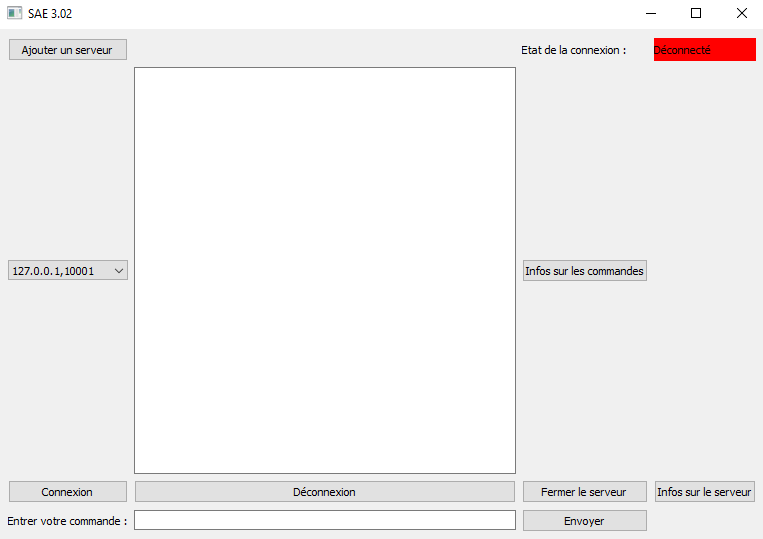 SAE 3.02
Ajouter un serveur
Etat de la connexion :
Déconnecté
127.0.0.1,10001
Infos sur les commandes
Connexion
Déconnexion
Fermer le serveur
Infos sur le serveur
Entrer votre commande :
Envoyer